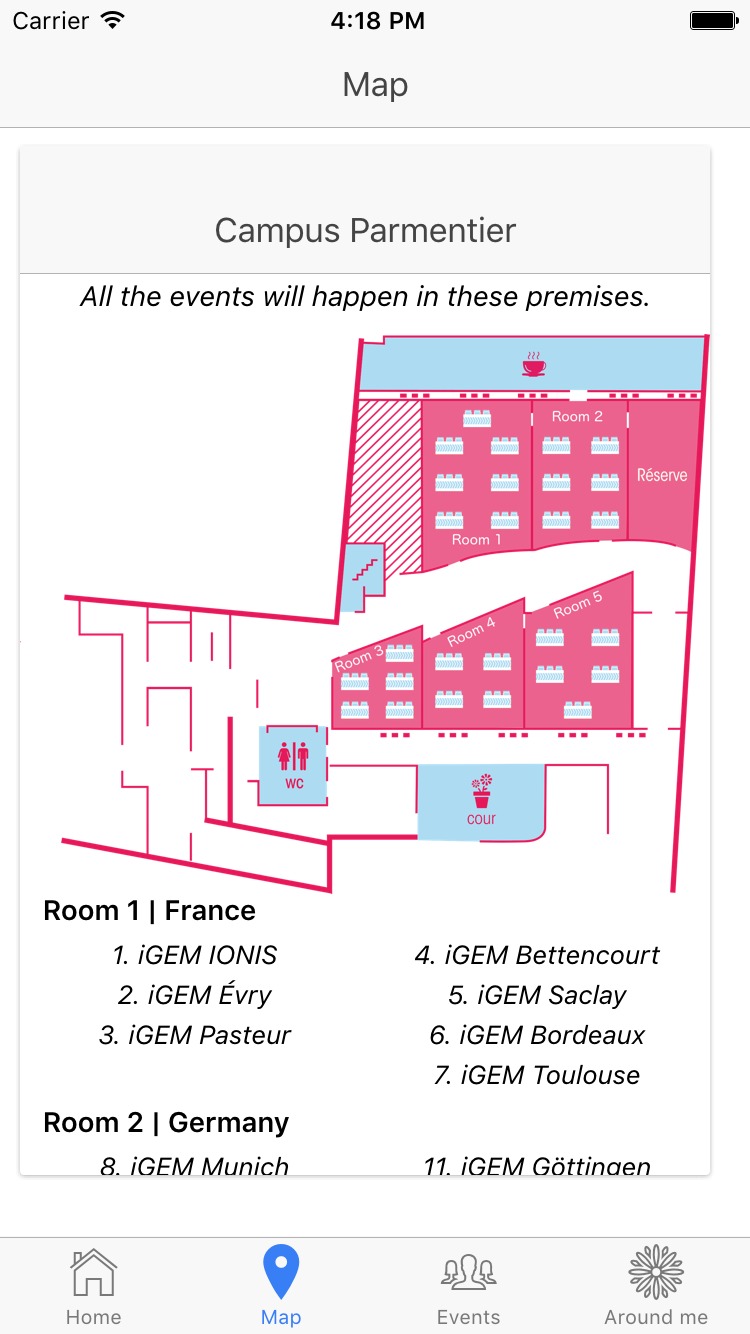 Carrier 4:18 PM
Map
Campus Parmentier
All the events will happen in these premises.
Room 2
Réserve
Room 1
Room 5
Room 4
Room 3
WC
cour
Room 1 | France
1. iGEM IONIS
2. iGEM Évry
3. iGEM Pasteur
4. iGEM Bettencourt
5. iGEM Saclay
6. iGEM Bordeaux
7. iGEM Toulouse
Room 2 | Germany
8. iGEM Munich
11. iGEM Göttingen
Home Map Events Around me